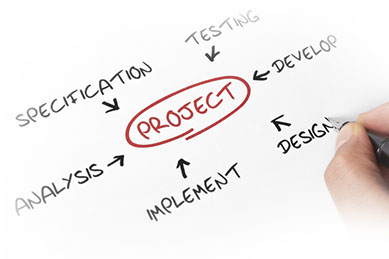 TESTING
SPECIFICATION
DEVELOP
PROJECT
ANALYSIS
IMPLEMENT
DESIGN